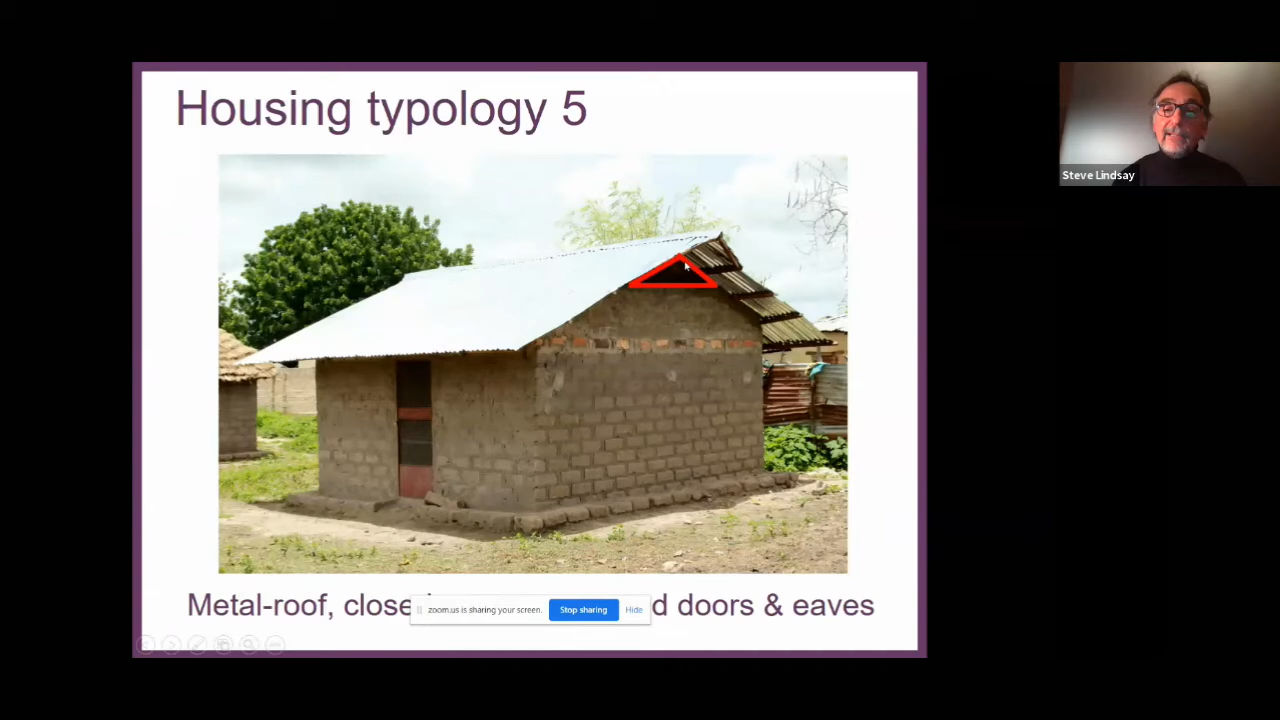 Housing typology 5
Steve Lindsay
Metal-roof, close d doors & eaves
zoom.us is sharing your screen. Stop sharing Hide